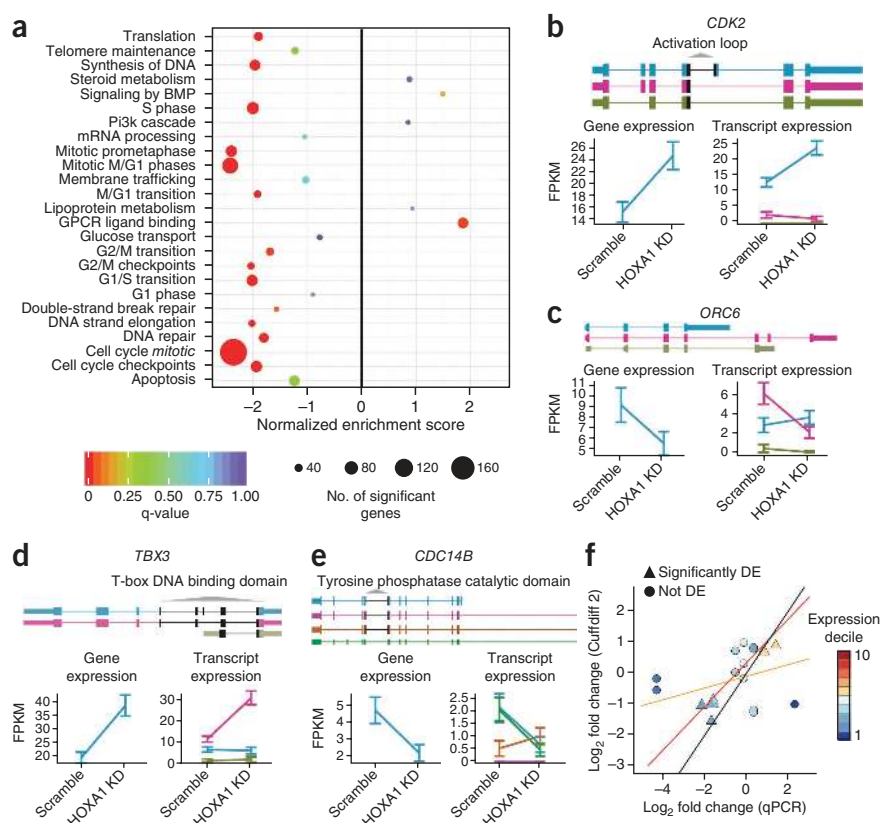 a
Translation
Telomere maintenance
Synthesis of DNA
Steroid metabolism
Signaling by BMP
S phase
Pi3k cascade
mRNA processing
Mitotic prometaphase
Mitotic M/G1 phases
Membrane trafficking
M/G1 transition
Lipoprotein metabolism
GPCR ligand binding
Glucose transport
G2/M transition
G2/M checkpoints
G1/S transition
G1 phase
Double-strand break repair
DNA strand elongation
DNA repair
Cell cycle mitotic
Cell cycle checkpoints
Apoptosis
−2 −1 0 1 2
Normalized enrichment score
0 0.25 0.50 0.75 1.00
q-value
40 80 120 160
No. of significant
genes
b
CDK2
Activation loop
Gene expression Transcript expression
FPKM
26
24
22
20
18
16
14
25
20
15
10
5
0
Scramble
HOXA1 KD
Scramble
HOXA1 KD
c
ORC6
Gene expression Transcript expression
FPKM
11
10
9
8
7
6
5
6
4
2
0
Scramble
HOXA1 KD
Scramble
HOXA1 KD
d
TBX3
T-box DNA binding domain
Gene
expression
Transcript
expression
FPKM
40
35
30
25
20
30
20
10
0
Scramble
HOXA1 KD
Scramble
HOXA1 KD
e
CDC14B
Tyrosine phosphatase catalytic domain
Gene
expression
Transcript
expression
FPKM
5
4
3
2
2.5
2.0
1.5
1.0
0.5
0
Scramble
HOXA1 KD
Scramble
HOXA1 KD
f
Significantly DE
Not DE
Log2 fold change (Cuffdiff 2)
2
1
0
−1
−2
−3
−4 −2 0 2
Log2 fold change (qPCR)
Expression
decile
10
1